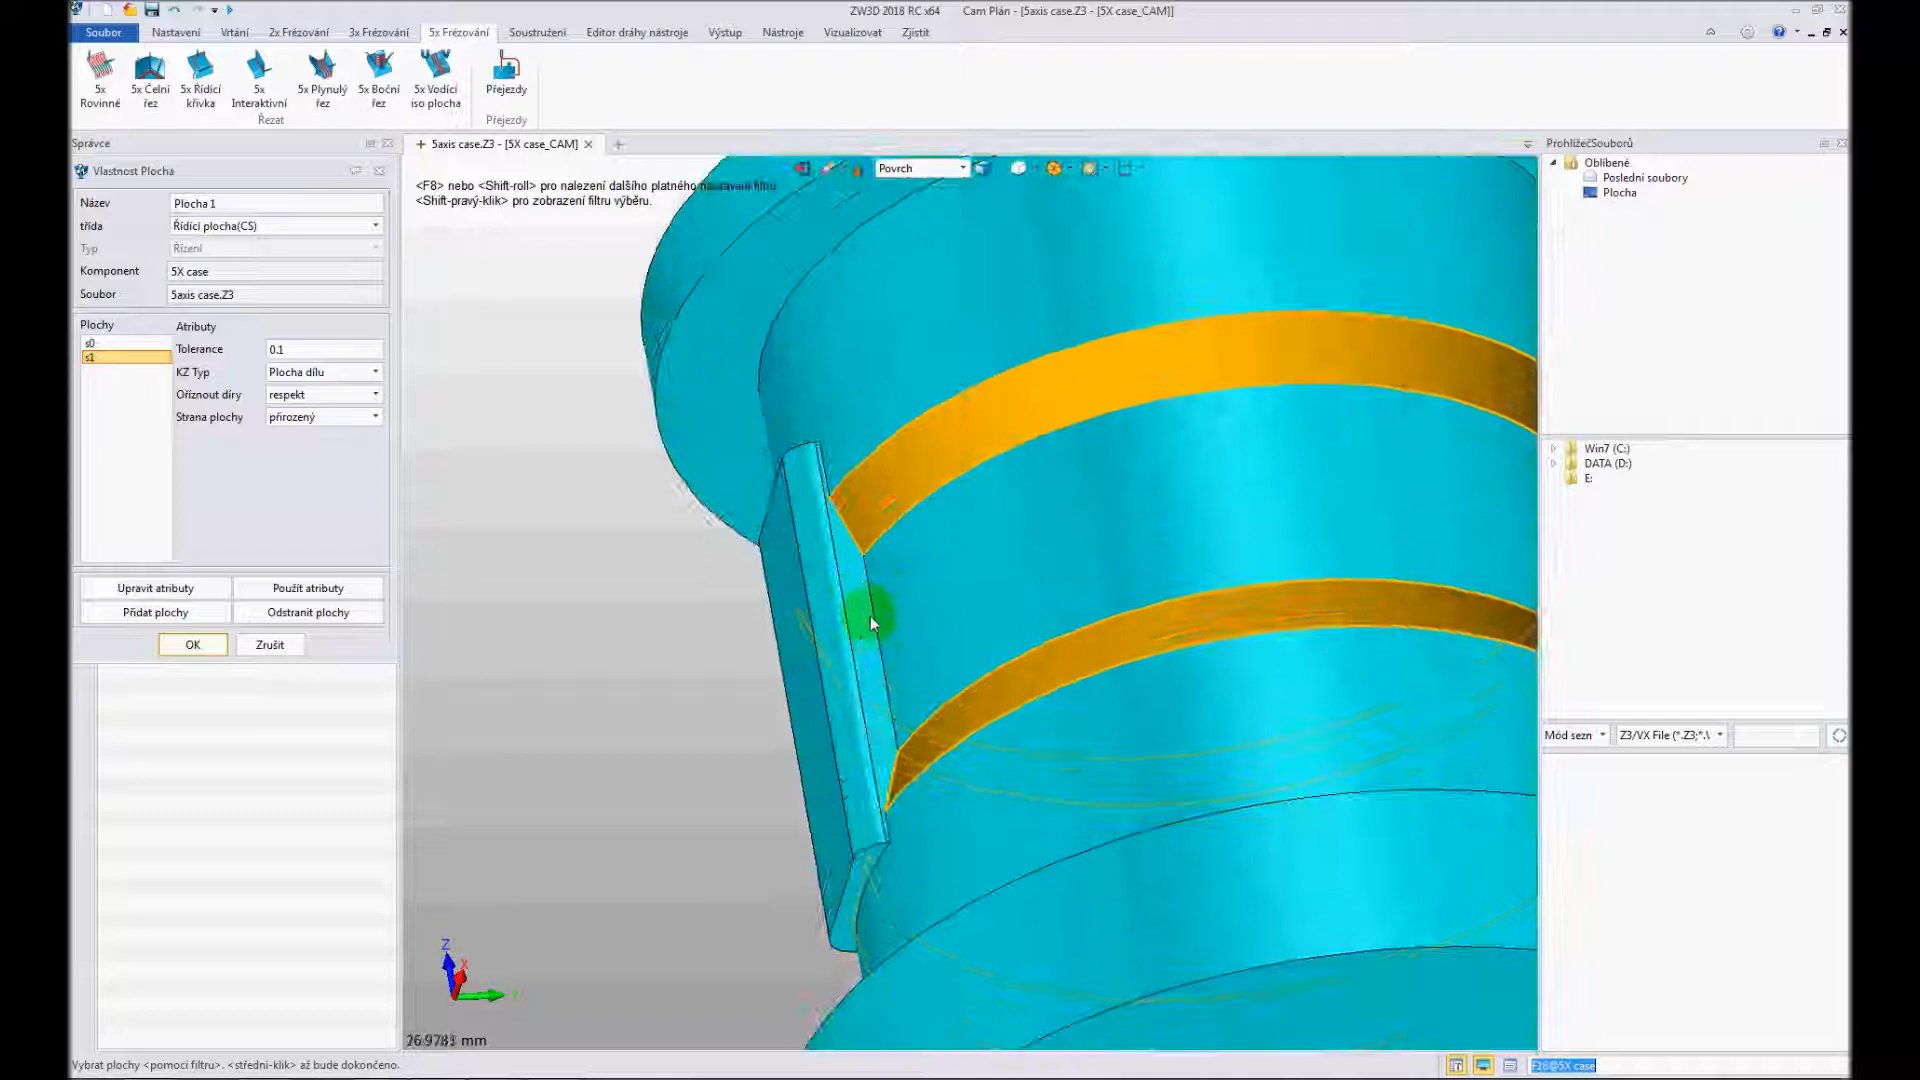 ZW3D 2018 RC x64 Cam Plán - [5axis case.Z3 - [5X case_CAM]]
Soubor Nastavení Vrtání 2x Frézování 3x Frézování 5x Frézování Soustružení Editor dráhy nástroje Výstup Nástroje Vizualizovat Zjistit
5x Rovinné
5x Čelní řez
5x Řídící křivka
5x Interaktivní
5x Plynulý řez
5x Boční řez
5x Vodící iso plocha
Přejezdy
Řezat
Přejezdy
Správce
5axis case.Z3 - [5X case_CAM]
ProhlížečSouborů
Vlastnost Plocha
Název Plocha 1
třída Řídící plocha(CS)
Typ Řízení
Komponent 5X case
Soubor 5axis case.Z3
Plochy
s0
s1
Atributy
Tolerance 0.1
KZ Typ Plocha dílu
Oříznout díry respekt
Strana plochy přirozený
Upravit atributy Použít atributy
Přidat plochy Odstranit plochy
OK Zrušit
Povrch
<F8> nebo <Shift-roll> pro nalezení dalšího platného nastavání filtru
<Shift-pravý-klik> pro zobrazení filtru výběru.
Z
X
mm
Oblíbené
Poslední soubory
Plocha
Win7 (C:)
DATA (D:)
E:
Mód sezn Z3/VX File (*.Z3;*.\
Vybrat plochy <pomocí filtru>. <střední-klik> až bude dokončeno.